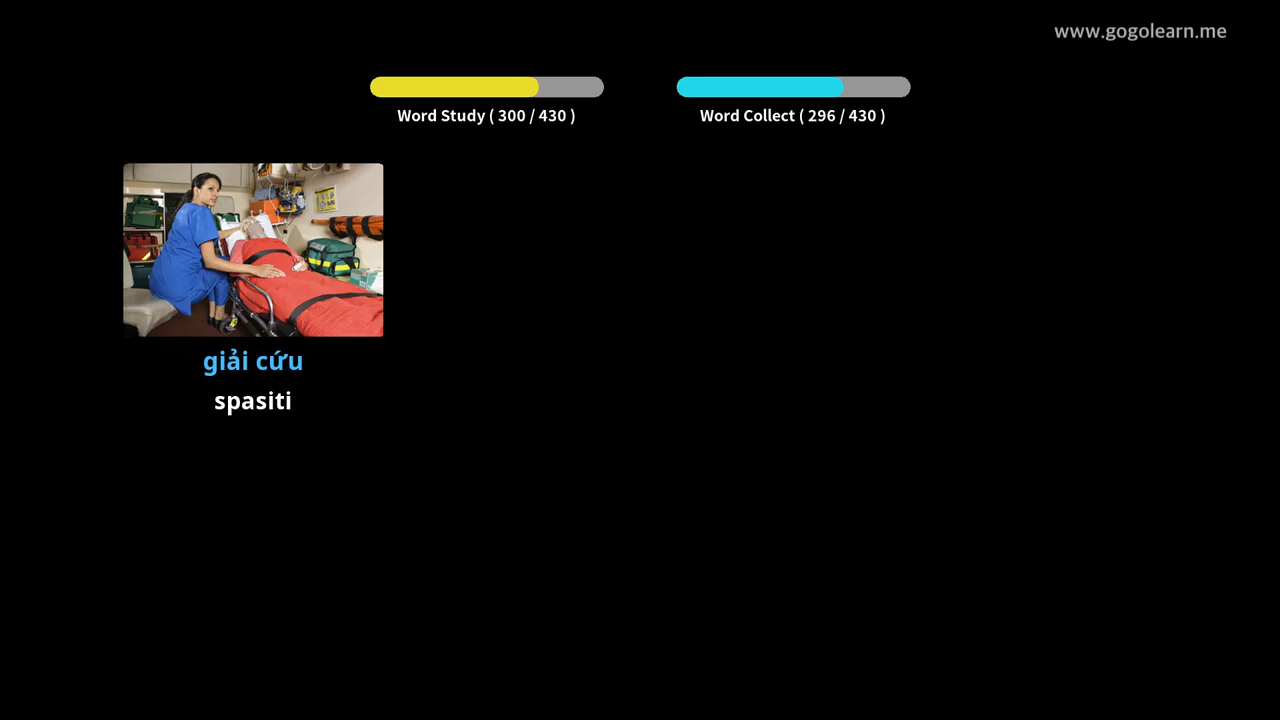 www.gogolearn.me
Word Study ( 300 / 430 )
Word Collect ( 296 / 430 )
giải cứu
spasiti